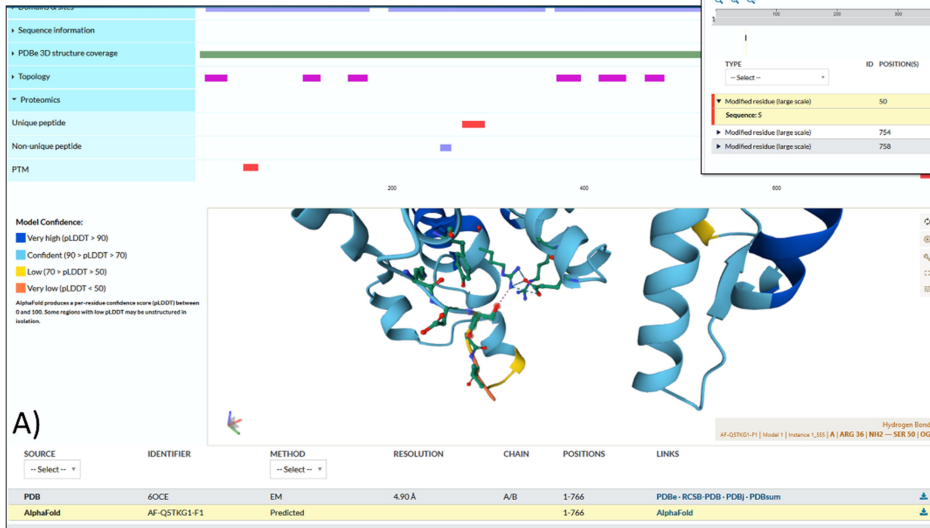 Domains & sites
Sequence information
PDBe 3D structure coverage
Topology
Proteomics
Unique peptide
Non-unique peptide
PTM
200
400
600
100
200
300
TYPE
ID
POSITION(S)
-- Select --
Modified residue (large scale)
50
Sequence: S
Modified residue (large scale)
754
Modified residue (large scale)
758
Model Confidence:
Very high (pLDDT > 90)
Confident (90 > pLDDT > 70)
Low (70 > pLDDT > 50)
Very low (pLDDT < 50)
AlphaFold produces a per-residue confidence score (pLDDT) between
0 and 100. Some regions with low pLDDT may be unstructured in
isolation.
Hydrogen Bond
AF-Q5TKG1-F1 | Model 1 | Instance 1_555 | A | ARG 36 | NH2 — SER 50 | OG
A)
SOURCE
IDENTIFIER
METHOD
RESOLUTION
CHAIN
POSITIONS
LINKS
-- Select --
-- Select --
PDB
6OCE
EM
4.90 Å
A/B
1-766
PDBe · RCSB-PDB · PDBj · PDBsum
AlphaFold
AF-Q5TKG1-F1
Predicted
1-766
AlphaFold